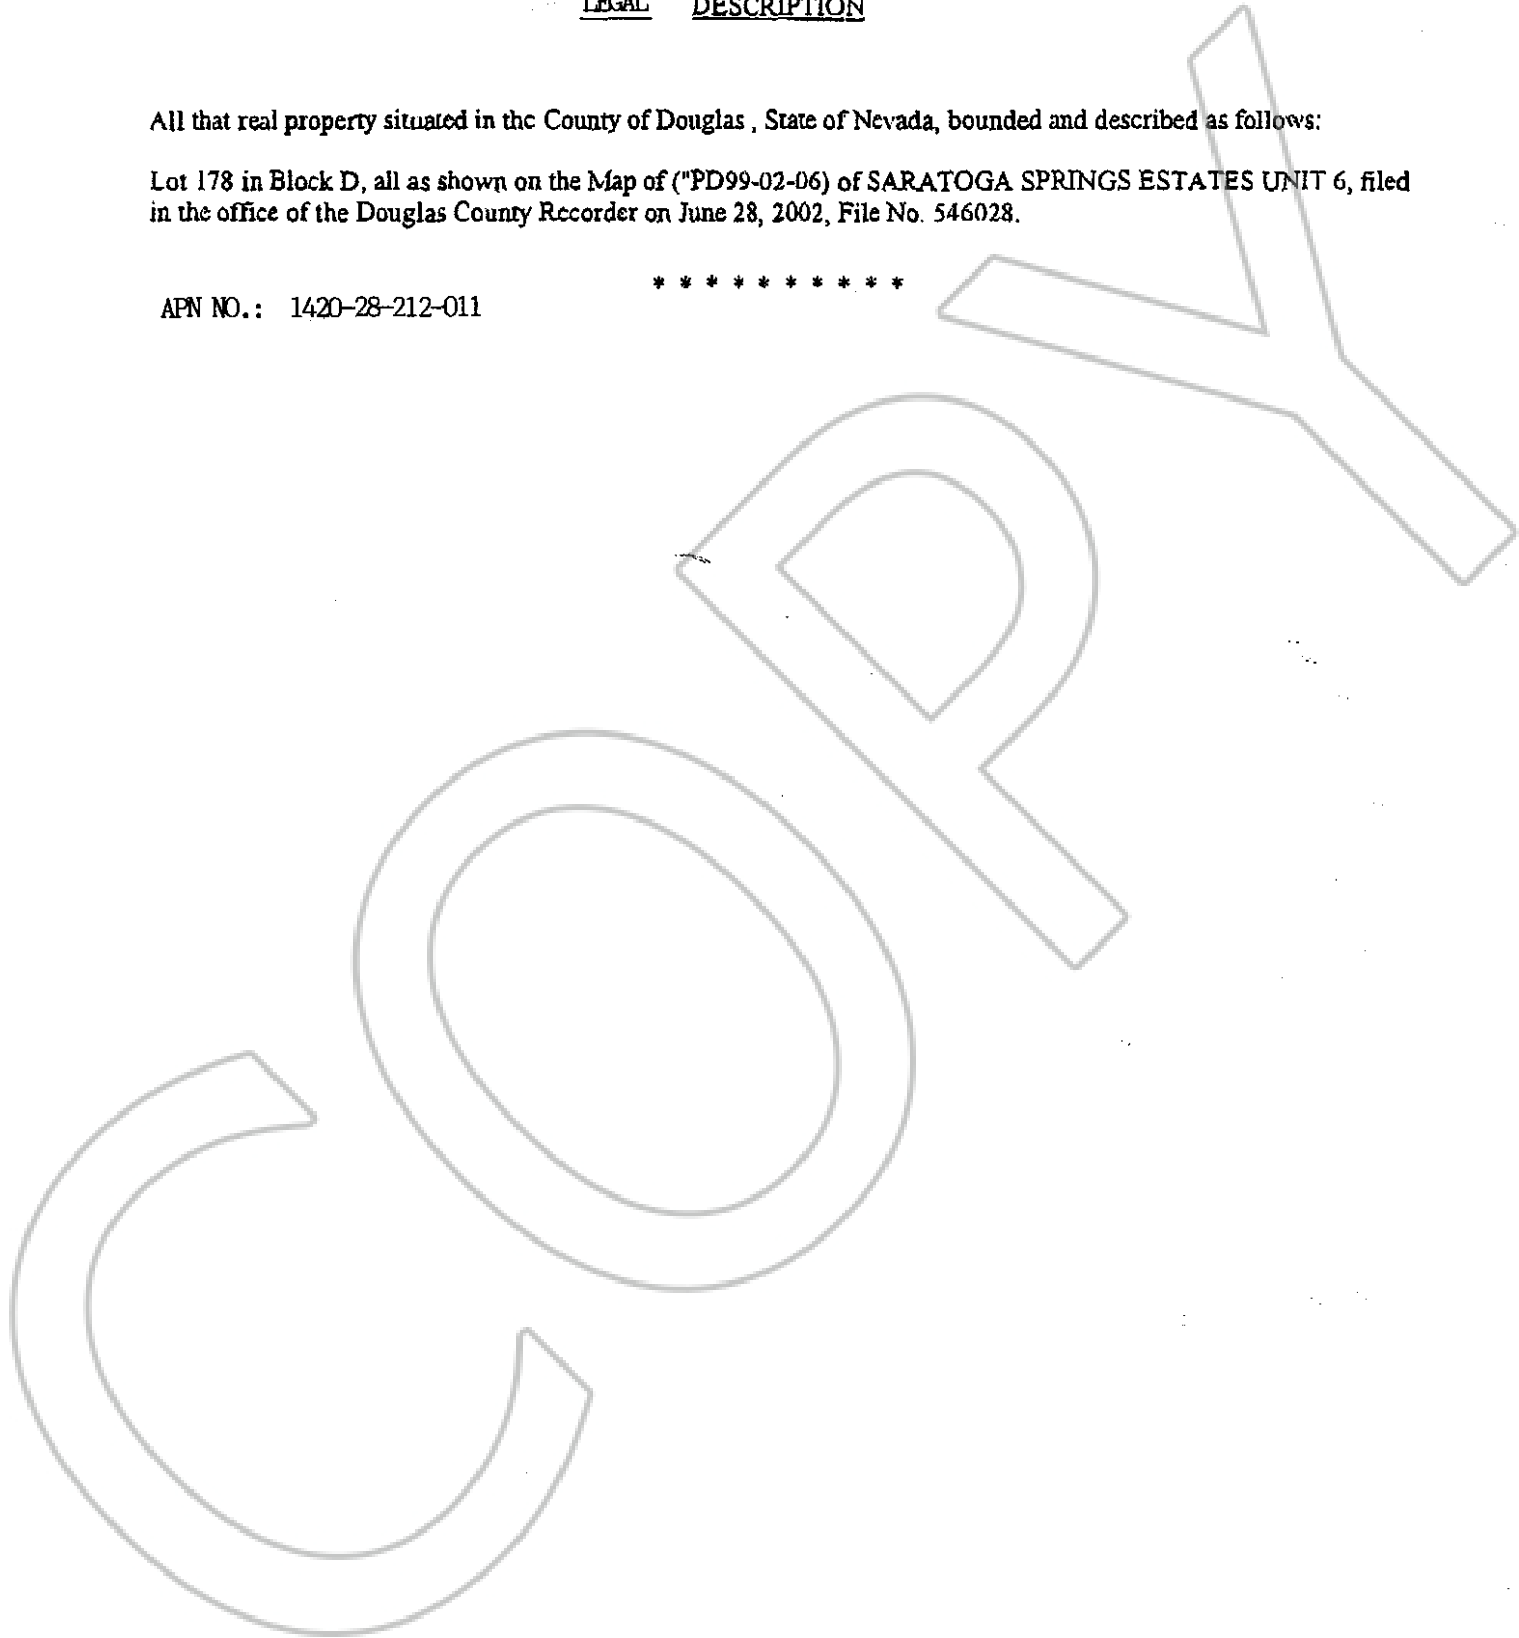 LEGAL DESCRIPTION
All that real property situated in the County of Douglas , State of Nevada, bounded and described as follows:
Lot 178 in Block D, all as shown on the Map of ("PD99-02-06) of SARATOGA SPRINGS ESTATES UNIT 6, filed
in the office of the Douglas County Recorder on June 28, 2002, File No. 546028.
* * * * * * * * * *
APN NO.: 1420-28-212-011
COPY